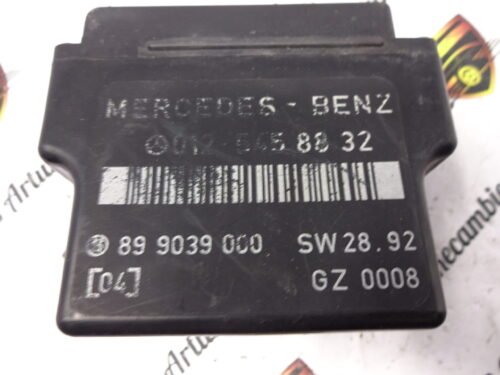 MERCEDES - BENZ
012 545 88 32
89 9039 000 SW 28.92
[04] GZ 0008